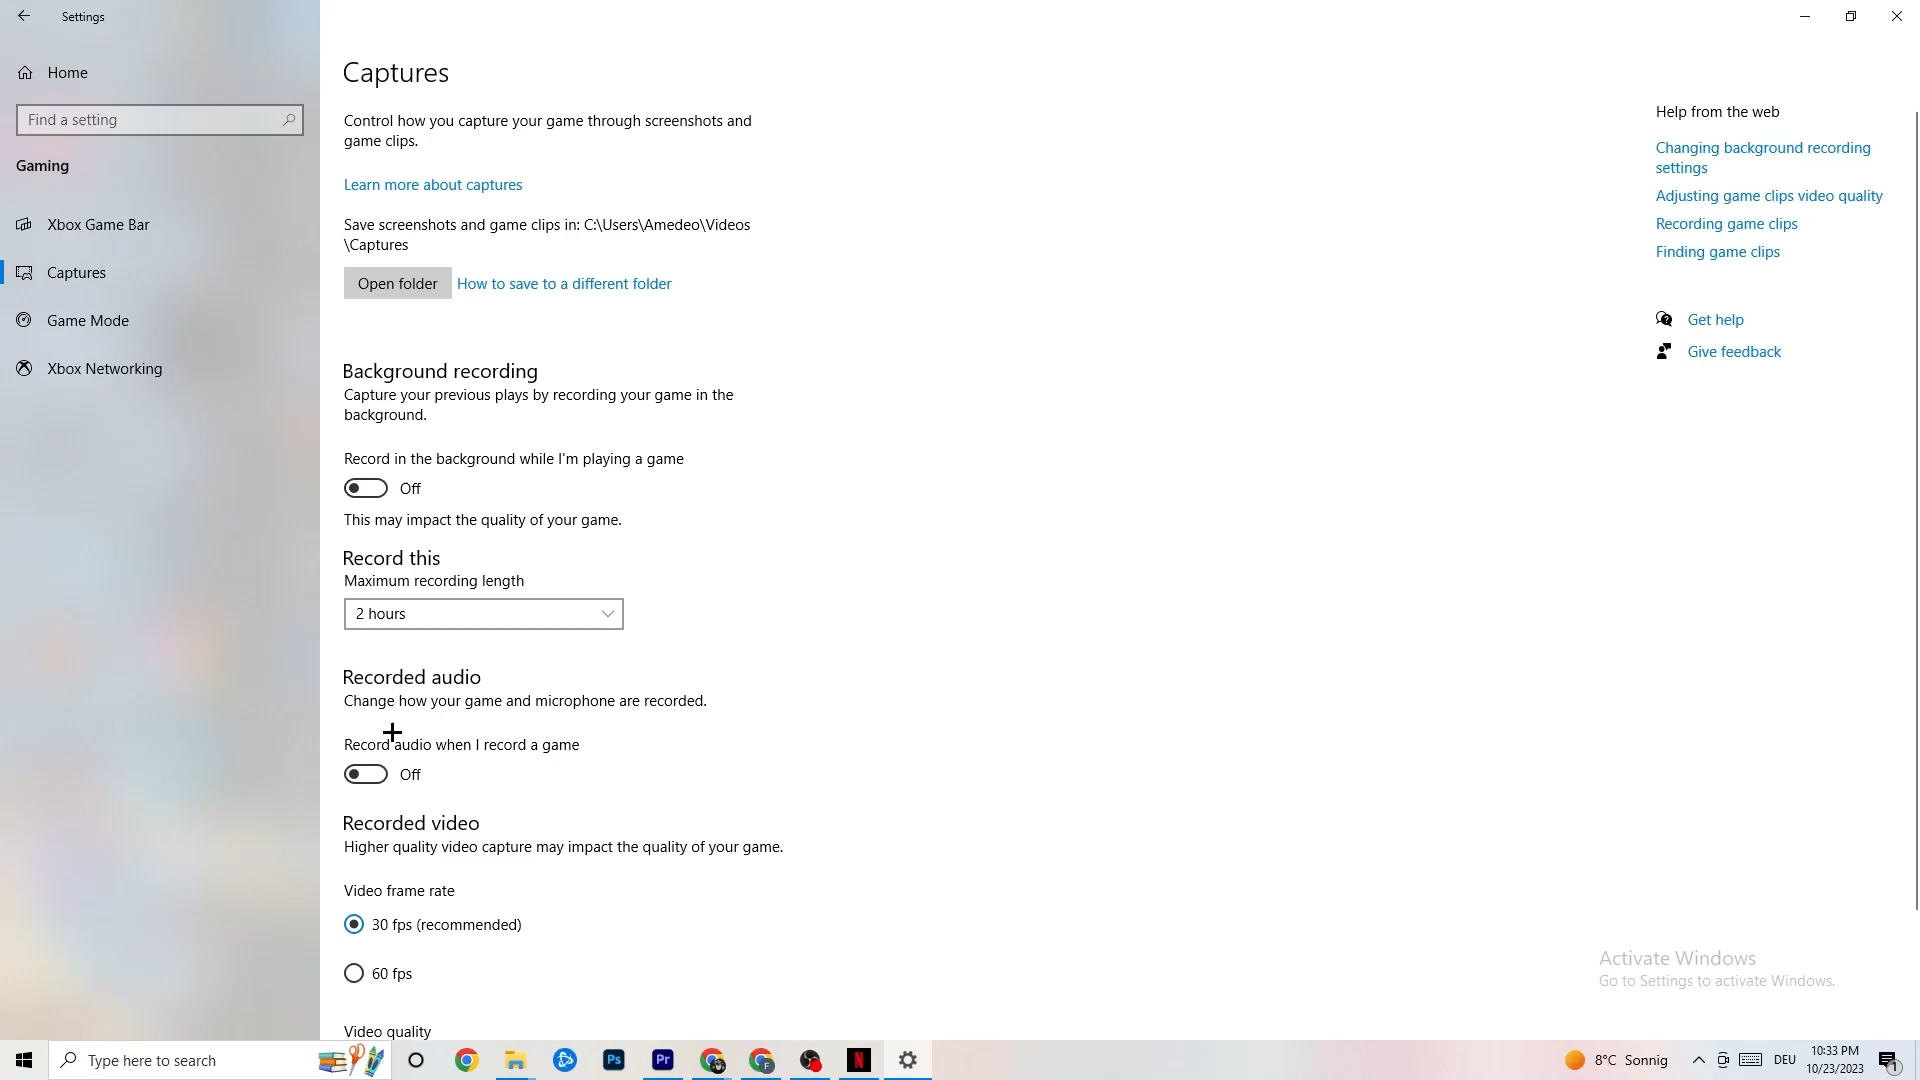 Settings
Home
Find a setting
Gaming
Xbox Game Bar
Captures
Game Mode
Xbox Networking
Captures
Control how you capture your game through screenshots and
game clips.
Learn more about captures
Save screenshots and game clips in: C:\Users\Amedeo\Videos
\Captures
Open folder
How to save to a different folder
Background recording
Capture your previous plays by recording your game in the
background.
Record in the background while I'm playing a game
Off
This may impact the quality of your game.
Record this
Maximum recording length
2 hours
Recorded audio
Change how your game and microphone are recorded.
Record audio when I record a game
Off
Recorded video
Higher quality video capture may impact the quality of your game.
Video frame rate
30 fps (recommended)
60 fps
Video quality
Help from the web
Changing background recording
settings
Adjusting game clips video quality
Recording game clips
Finding game clips
Get help
Give feedback
Activate Windows
Go to Settings to activate Windows.
Type here to search
Ps
Pr
F
N
8°C Sonnig
DEU
10:33 PM
10/23/2023
1